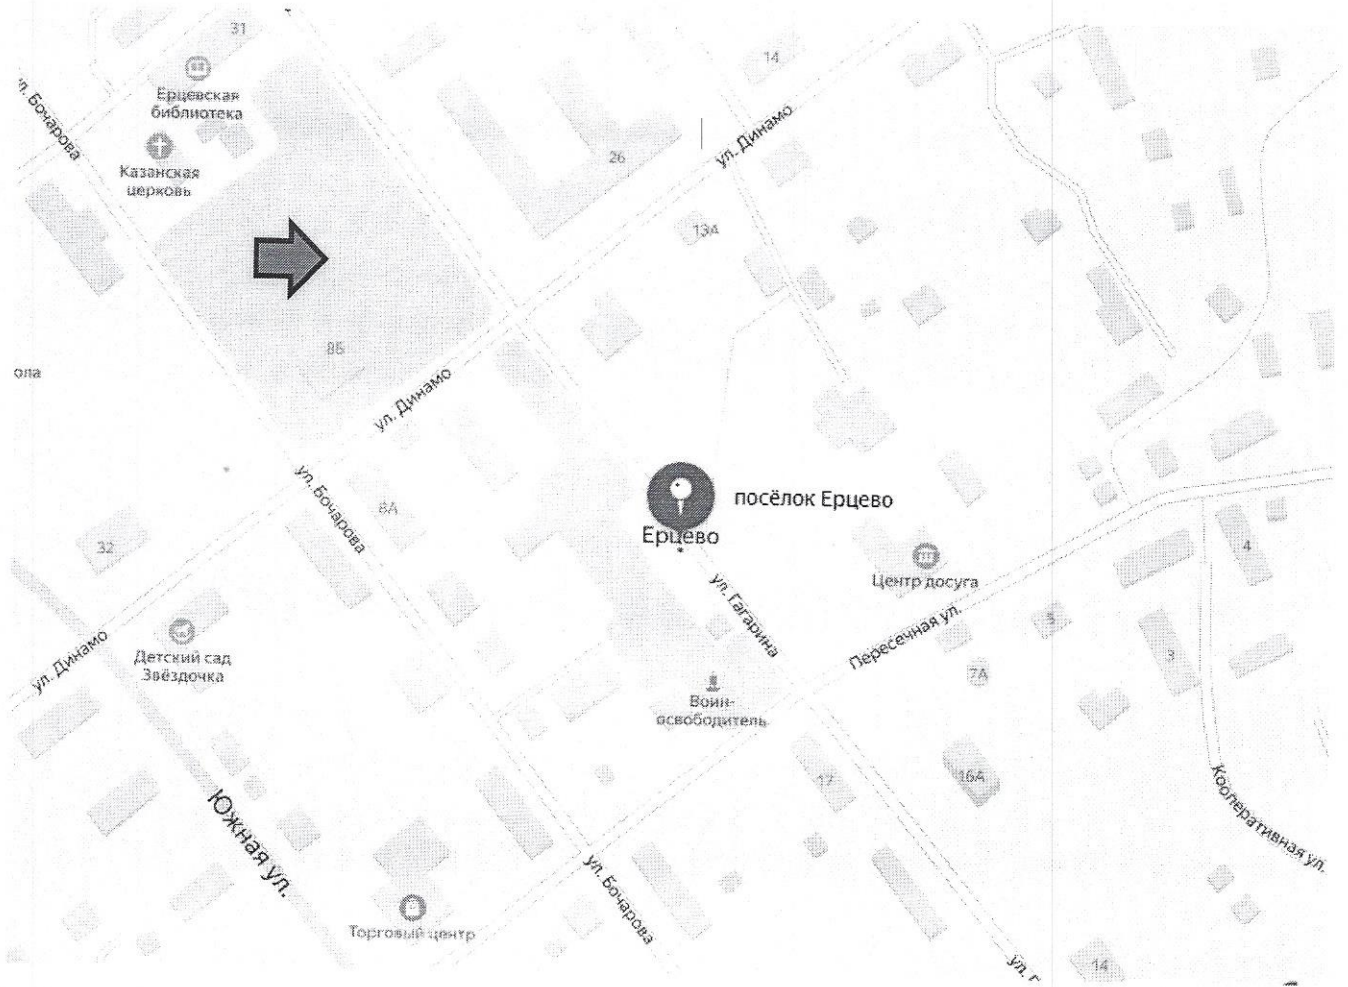 31
14
Ерцевская
библиотека
ул. Бочарова
ул. Динамо
26
Казанская
церковь
13А
8Б
ола
ул. Динамо
ул. Бочарова
8А
посёлок Ерцево
Ерцево
32
4
Центр досуга
ул. Гагарина
Пересечная ул.
5
ул. Динамо
Детский сад
Звёздочка
3
7А
Воин-
освободитель
17
16А
Южная ул.
Кооперативная ул.
ул. Бочарова
Торговый центр
ул. Г
14